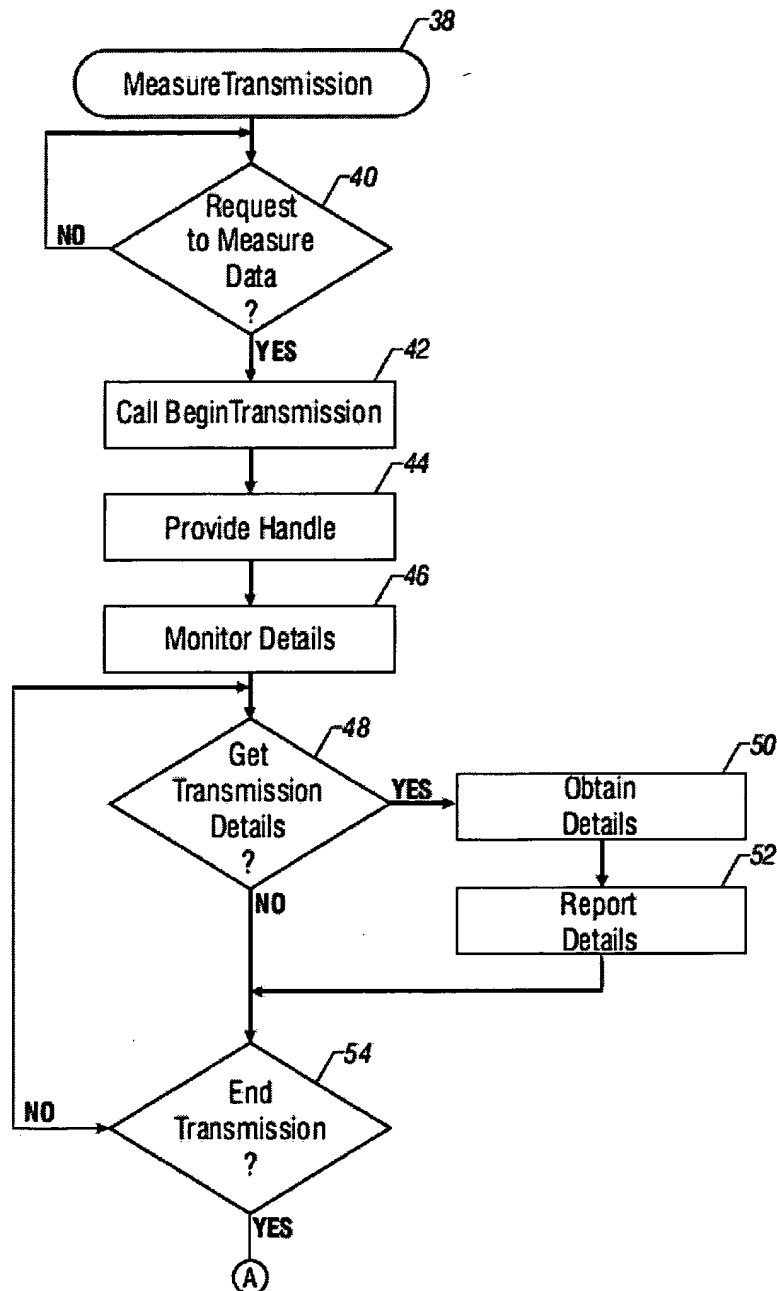 38
MeasureTransmission
40
Request
to Measure
Data
?
NO
YES
42
Call BeginTransmission
44
Provide Handle
46
Monitor Details
48
Get
Transmission
Details
?
YES
50
Obtain
Details
NO
52
Report
Details
54
End
Transmission
?
NO
YES
A